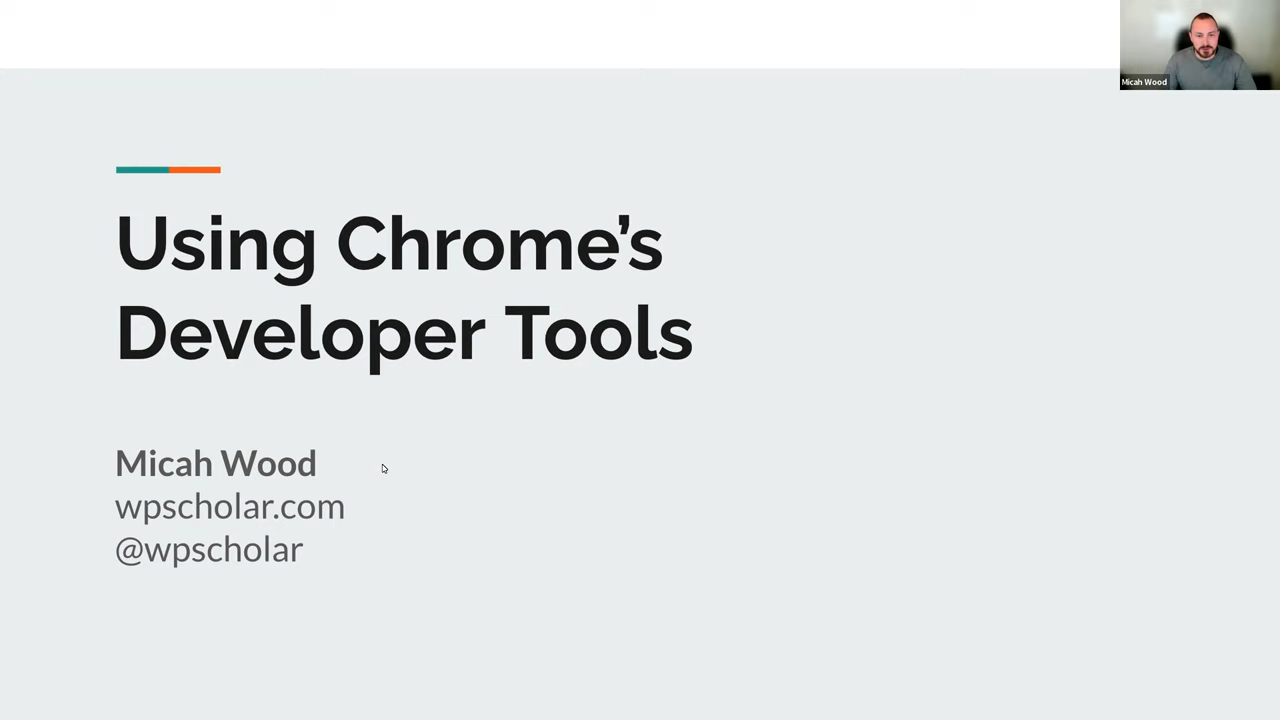 Micah Wood
Using Chrome’s
Developer Tools
Micah Wood
wpscholar.com
@wpscholar